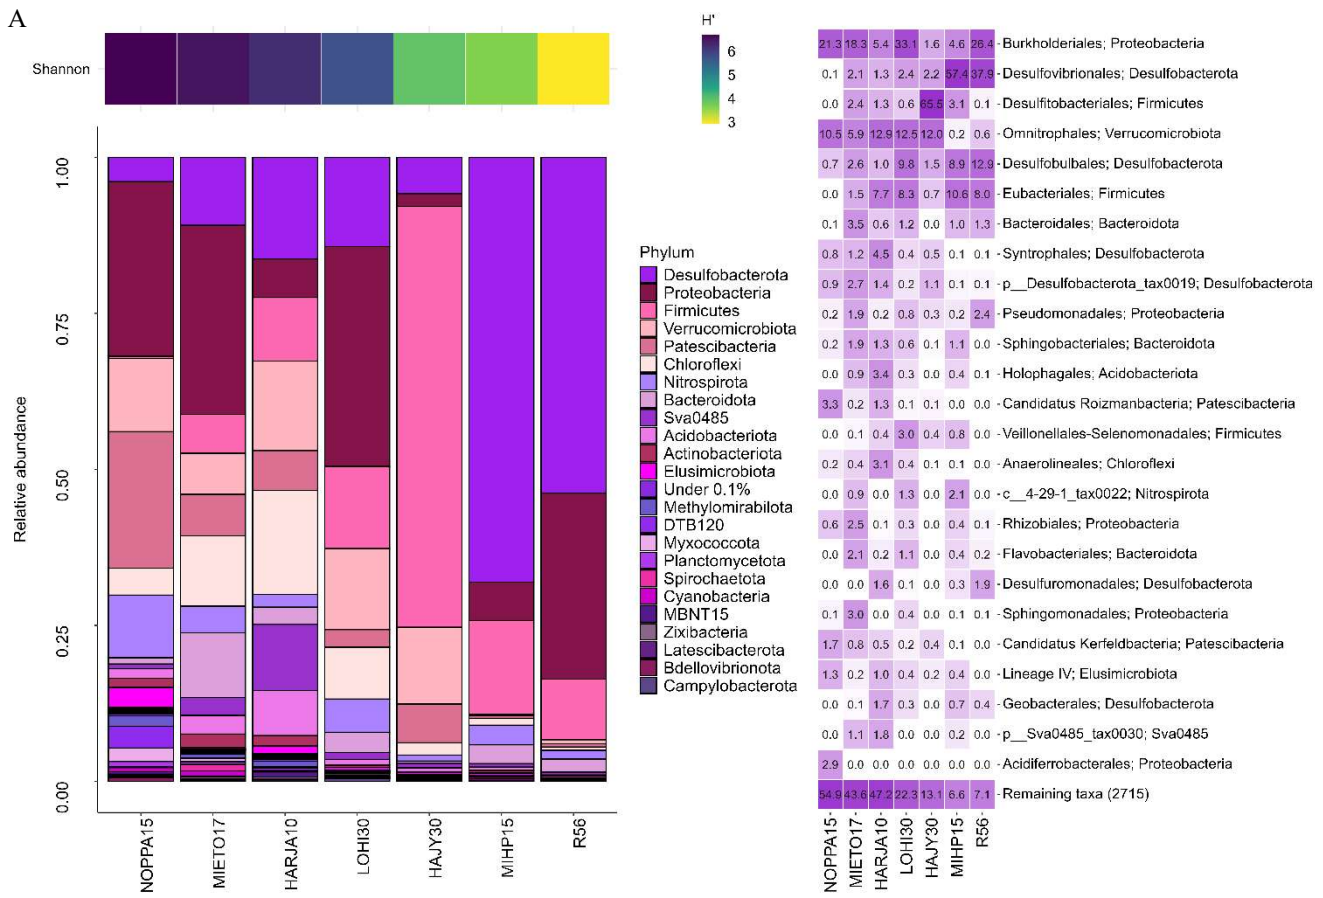 A
Shannon
H'
6
5
4
3
Relative abundance
1.00
0.75
0.50
0.25
0.00
NOPPA15
MIETO17
HARJA10
LOHI30
HAJY30
MIHP15
R56
Phylum
Desulfobacterota
Proteobacteria
Firmicutes
Verrucomicrobiota
Patescibacteria
Chloroflexi
Nitrospirota
Bacteroidota
Sva0485
Acidobacteriota
Actinobacteriota
Elusimicrobiota
Under 0.1%
Methylomirabilota
DTB120
Myxococcota
Planctomycetota
Spirochaetota
Cyanobacteria
MBNT15
Zixibacteria
Latescibacterota
Bdellovibrionota
Campylobacterota
21.3 18.3 5.4 33.1 1.6 4.6 26.4 - Burkholderiales; Proteobacteria
0.1 2.1 1.3 2.4 2.2 57.4 37.9 - Desulfovibrionales; Desulfobacterota
0.0 2.4 1.3 0.6 65.5 3.1 0.1 - Desulfitobacteriales; Firmicutes
10.5 5.9 12.9 12.5 12.0 0.2 0.6 - Omnitrophales; Verrucomicrobiota
0.7 2.6 1.0 9.8 1.5 8.9 12.9 - Desulfobulbales; Desulfobacterota
0.0 1.5 7.7 8.3 0.7 10.6 8.0 - Eubacteriales; Firmicutes
0.1 3.5 0.6 1.2 0.0 1.0 1.3 - Bacteroidales; Bacteroidota
0.8 1.2 4.5 0.4 0.5 0.1 0.1 - Syntrophales; Desulfobacterota
0.9 2.7 1.4 0.2 1.1 0.1 0.1 - p__Desulfobacterota_tax0019; Desulfobacterota
0.2 1.9 0.2 0.8 0.3 0.2 2.4 - Pseudomonadales; Proteobacteria
0.2 1.9 1.3 0.6 0.1 1.1 0.0 - Sphingobacteriales; Bacteroidota
0.0 0.9 3.4 0.3 0.0 0.4 0.1 - Holophagales; Acidobacteriota
3.3 0.2 1.3 0.1 0.1 0.0 0.0 - Candidatus Roizmanbacteria; Patescibacteria
0.0 0.1 0.4 3.0 0.4 0.8 0.0 - Veillonellales-Selenomonadales; Firmicutes
0.2 0.4 3.1 0.4 0.1 0.1 0.0 - Anaerolineales; Chloroflexi
0.0 0.9 0.0 1.3 0.0 2.1 0.0 - c__4-29-1_tax0022; Nitrospirota
0.6 2.5 0.1 0.3 0.0 0.4 0.1 - Rhizobiales; Proteobacteria
0.0 2.1 0.2 1.1 0.0 0.4 0.2 - Flavobacteriales; Bacteroidota
0.0 0.0 1.6 0.1 0.0 0.3 1.9 - Desulfuromonadales; Desulfobacterota
0.1 3.0 0.0 0.4 0.0 0.1 0.1 - Sphingomonadales; Proteobacteria
1.7 0.8 0.5 0.2 0.4 0.1 0.0 - Candidatus Kerfeldbacteria; Patescibacteria
1.3 0.2 1.0 0.4 0.2 0.4 0.0 - Lineage IV; Elusimicrobiota
0.0 0.1 1.7 0.3 0.0 0.7 0.4 - Geobacterales; Desulfobacterota
0.0 1.1 1.8 0.0 0.0 0.2 0.0 - p__Sva0485_tax0030; Sva0485
2.9 0.0 0.0 0.0 0.0 0.0 0.0 - Acidiferrobacterales; Proteobacteria
54.9 43.6 47.2 22.3 13.1 6.6 7.1 - Remaining taxa (2715)
NOPPA15-
MIETO17-
HARJA10-
LOHI30-
HAJY30-
MIHP15-
R56-